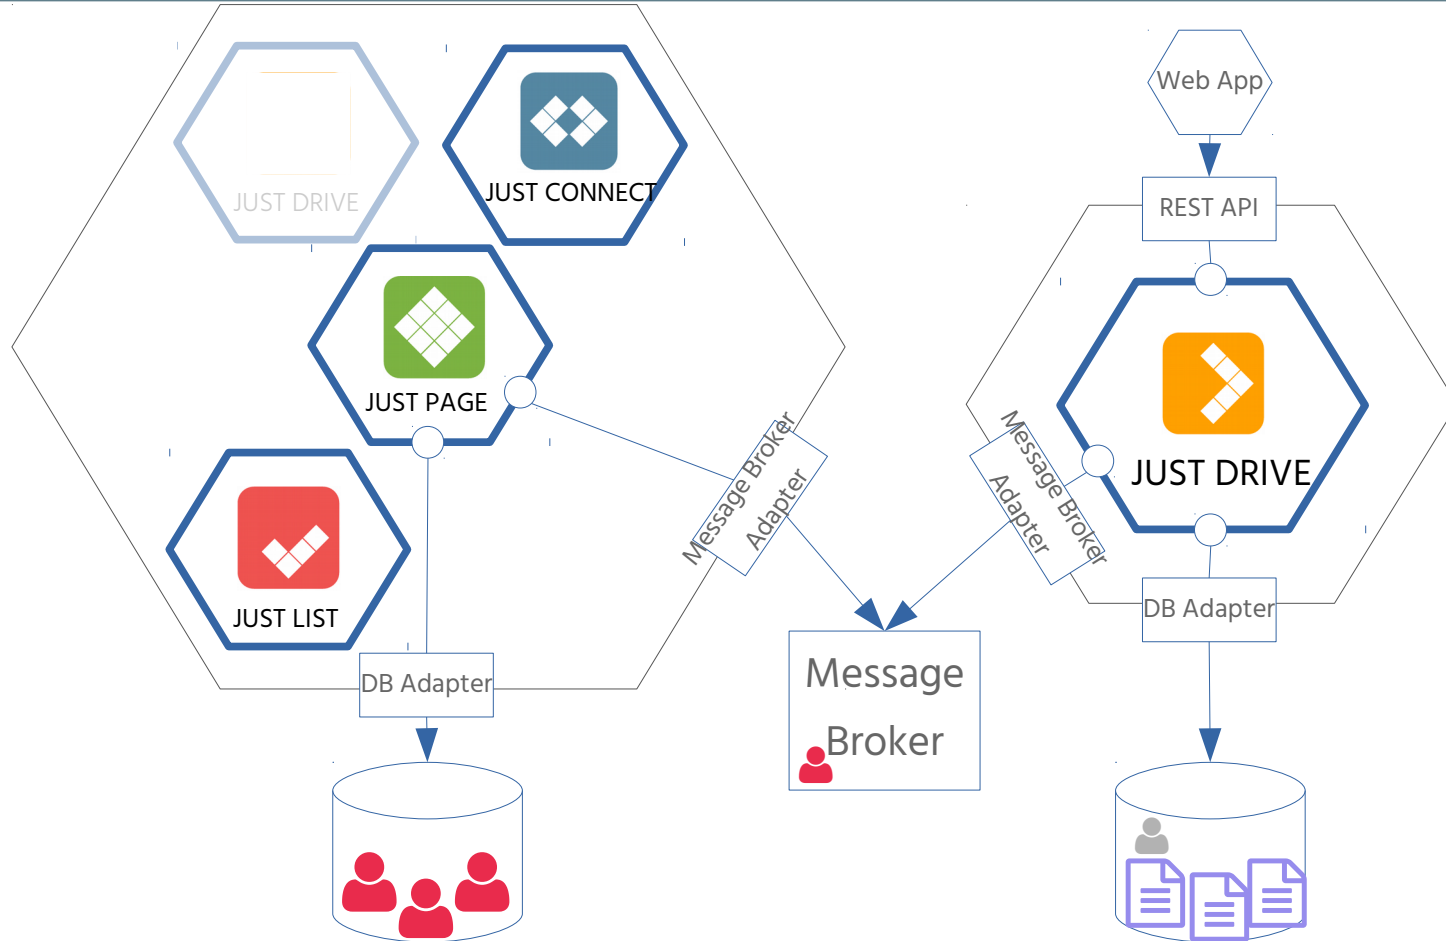 JUST DRIVE
JUST CONNECT
JUST PAGE
JUST LIST
DB Adapter
Message Broker
Adapter
Message
Broker
Web App
REST API
JUST DRIVE
Message Broker
Adapter
DB Adapter